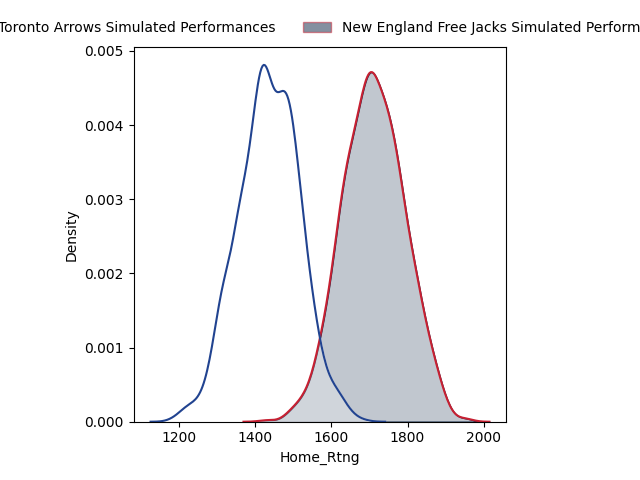 Toronto Arrows Simulated Performances
New England Free Jacks Simulated Perform
0.005
0.004
0.003
0.002
0.001
0.000
Density
1200
1400
1600
1800
2000
Home_Rtng